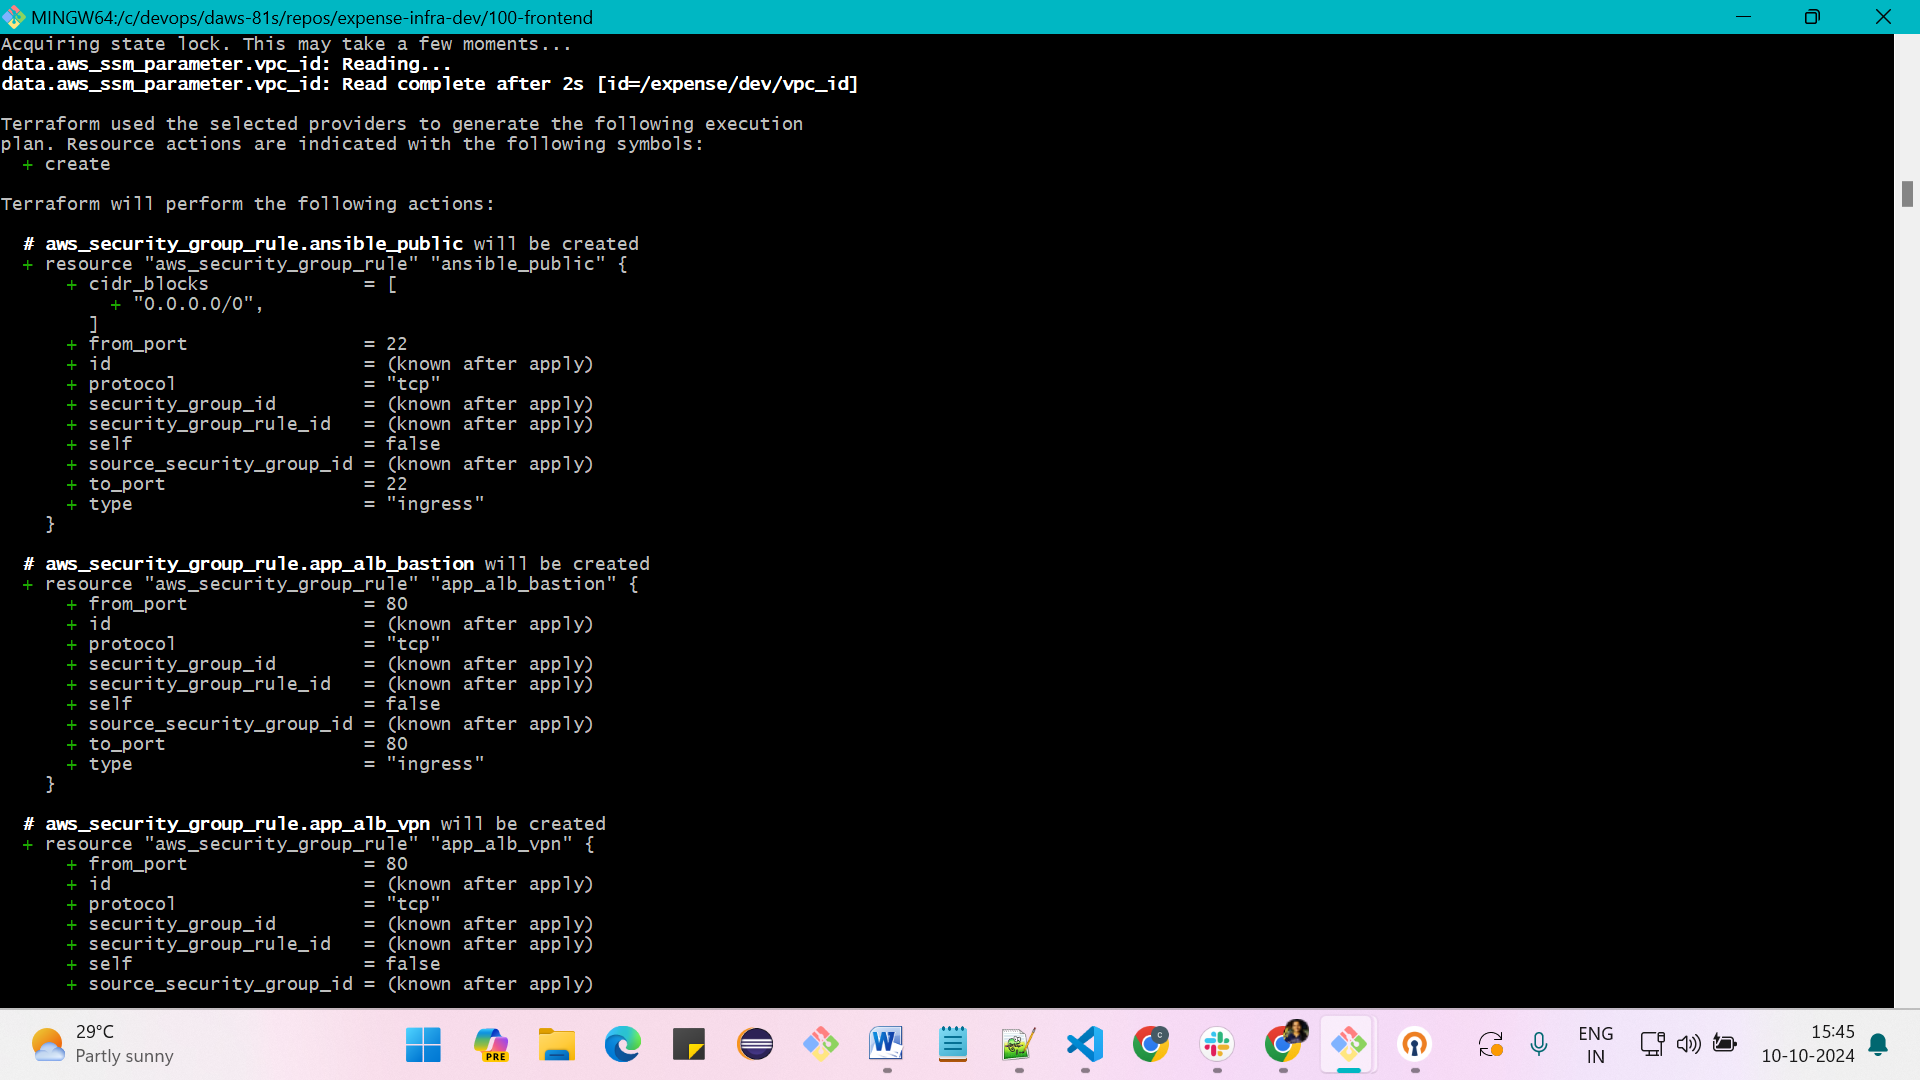 MINGW64:/c/devops/daws-81s/repos/expense-infra-dev/100-frontend
Acquiring state lock. This may take a few moments...
data.aws_ssm_parameter.vpc_id: Reading...
data.aws_ssm_parameter.vpc_id: Read complete after 2s [id=/expense/dev/vpc_id]

Terraform used the selected providers to generate the following execution
plan. Resource actions are indicated with the following symbols:
  + create

Terraform will perform the following actions:

  # aws_security_group_rule.ansible_public will be created
  + resource "aws_security_group_rule" "ansible_public" {
      + cidr_blocks              = [
          + "0.0.0.0/0",
        ]
      + from_port                = 22
      + id                       = (known after apply)
      + protocol                 = "tcp"
      + security_group_id        = (known after apply)
      + security_group_rule_id   = (known after apply)
      + self                     = false
      + source_security_group_id = (known after apply)
      + to_port                  = 22
      + type                     = "ingress"
    }

  # aws_security_group_rule.app_alb_bastion will be created
  + resource "aws_security_group_rule" "app_alb_bastion" {
      + from_port                = 80
      + id                       = (known after apply)
      + protocol                 = "tcp"
      + security_group_id        = (known after apply)
      + security_group_rule_id   = (known after apply)
      + self                     = false
      + source_security_group_id = (known after apply)
      + to_port                  = 80
      + type                     = "ingress"
    }

  # aws_security_group_rule.app_alb_vpn will be created
  + resource "aws_security_group_rule" "app_alb_vpn" {
      + from_port                = 80
      + id                       = (known after apply)
      + protocol                 = "tcp"
      + security_group_id        = (known after apply)
      + security_group_rule_id   = (known after apply)
      + self                     = false
      + source_security_group_id = (known after apply)
29°C
Partly sunny
PRE
W
C
ENG
IN
15:45
10-10-2024